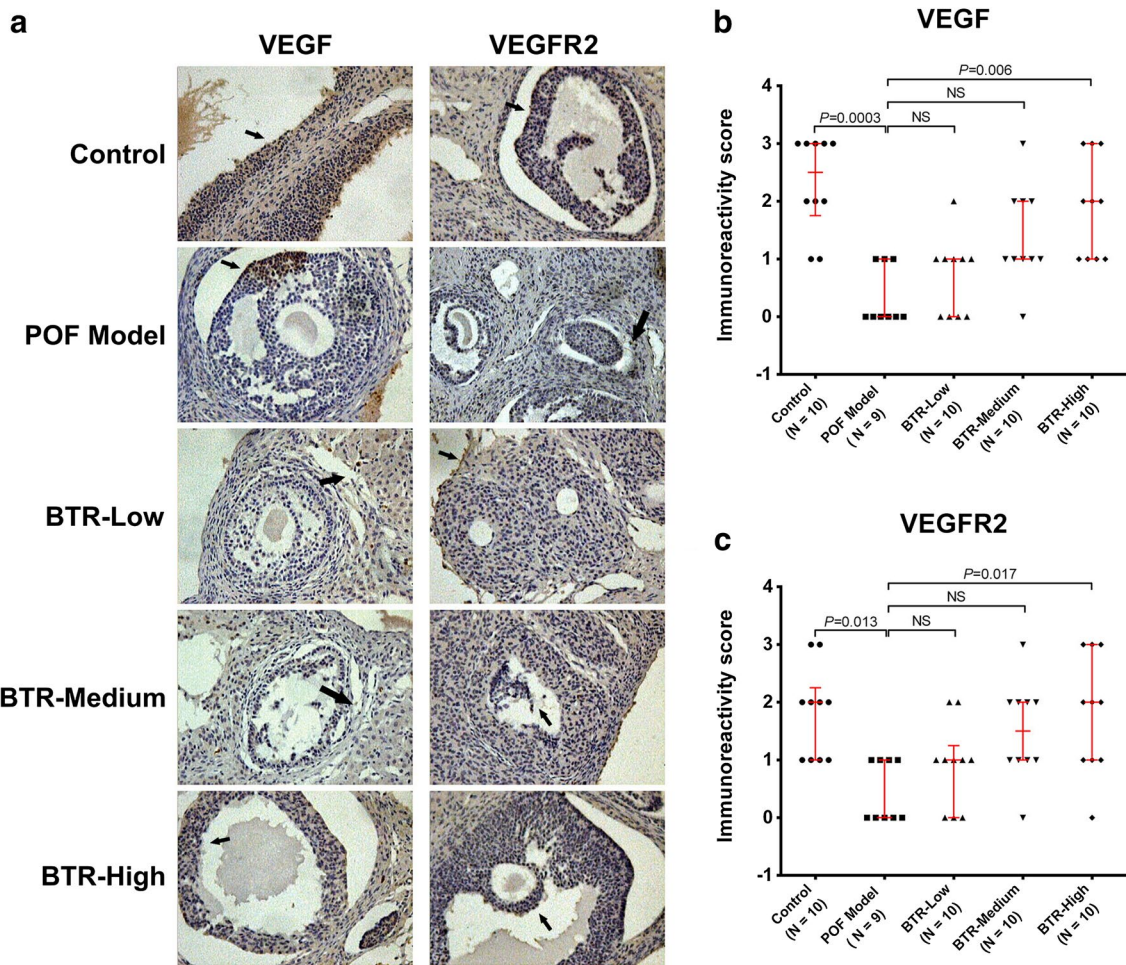 a
VEGF VEGFR2
Control
POF Model
BTR-Low
BTR-Medium
BTR-High
b
VEGF
Immunoreactivity score
4
3
2
1
0
-1
P=0.006
NS
P=0.0003 NS
Control
(N = 10)
POF Model
( N = 9)
BTR-Low
(N = 10)
BTR-Medium
(N = 10)
BTR-High
(N = 10)
c
VEGFR2
Immunoreactivity score
4
3
2
1
0
-1
P=0.017
NS
P=0.013 NS
Control
(N = 10)
POF Model
( N = 9)
BTR-Low
(N = 10)
BTR-Medium
(N = 10)
BTR-High
(N = 10)